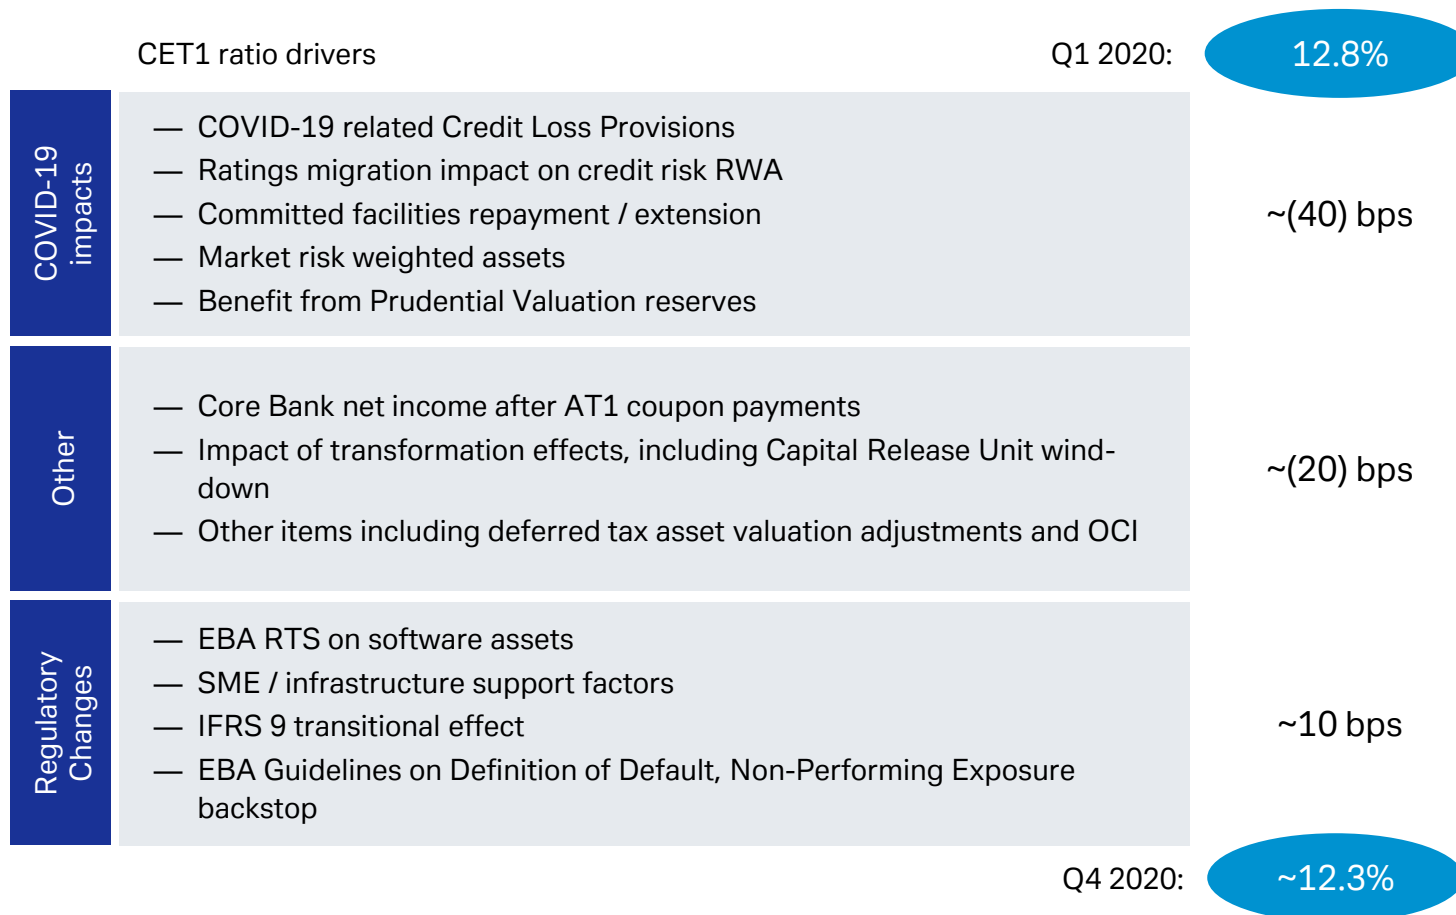 CET1 ratio drivers
Q1 2020:
12.8%
COVID-19
impacts
— COVID-19 related Credit Loss Provisions
— Ratings migration impact on credit risk RWA
— Committed facilities repayment / extension
— Market risk weighted assets
— Benefit from Prudential Valuation reserves
~(40) bps
Other
— Core Bank net income after AT1 coupon payments
— Impact of transformation effects, including Capital Release Unit wind-
down
— Other items including deferred tax asset valuation adjustments and OCI
~(20) bps
Regulatory
Changes
— EBA RTS on software assets
— SME / infrastructure support factors
— IFRS 9 transitional effect
— EBA Guidelines on Definition of Default, Non-Performing Exposure
backstop
~10 bps
Q4 2020:
~12.3%